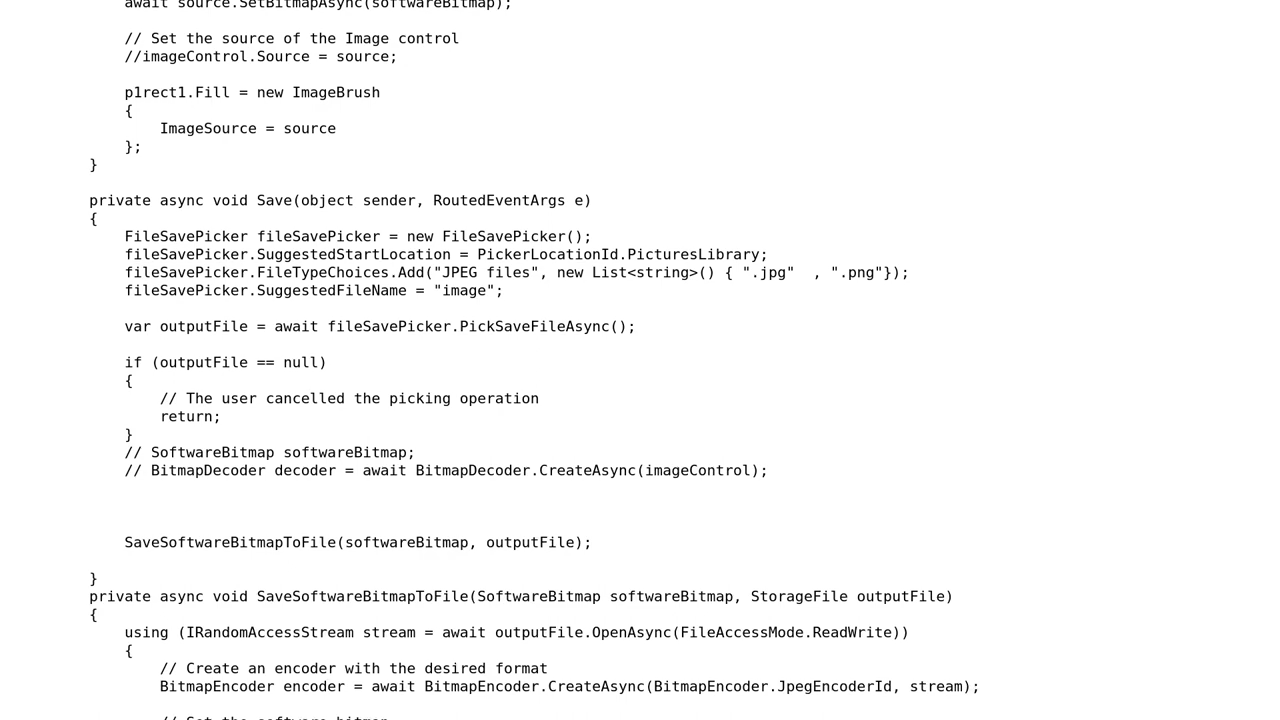 await source.SetBitmapAsync(softwareBitmap);
// Set the source of the Image control
//imageControl.Source = source;
p1rect1.Fill = new ImageBrush
{
ImageSource = source
};
}
private async void Save(object sender, RoutedEventArgs e)
{
FileSavePicker fileSavePicker = new FileSavePicker();
fileSavePicker.SuggestedStartLocation = PickerLocationId.PicturesLibrary;
fileSavePicker.FileTypeChoices.Add("JPEG files", new List<string>() { ".jpg"  , ".png"});
fileSavePicker.SuggestedFileName = "image";
var outputFile = await fileSavePicker.PickSaveFileAsync();
if (outputFile == null)
{
// The user cancelled the picking operation
return;
}
// SoftwareBitmap softwareBitmap;
// BitmapDecoder decoder = await BitmapDecoder.CreateAsync(imageControl);
SaveSoftwareBitmapToFile(softwareBitmap, outputFile);
}
private async void SaveSoftwareBitmapToFile(SoftwareBitmap softwareBitmap, StorageFile outputFile)
{
using (IRandomAccessStream stream = await outputFile.OpenAsync(FileAccessMode.ReadWrite))
{
// Create an encoder with the desired format
BitmapEncoder encoder = await BitmapEncoder.CreateAsync(BitmapEncoder.JpegEncoderId, stream);
// Set the software bitmap